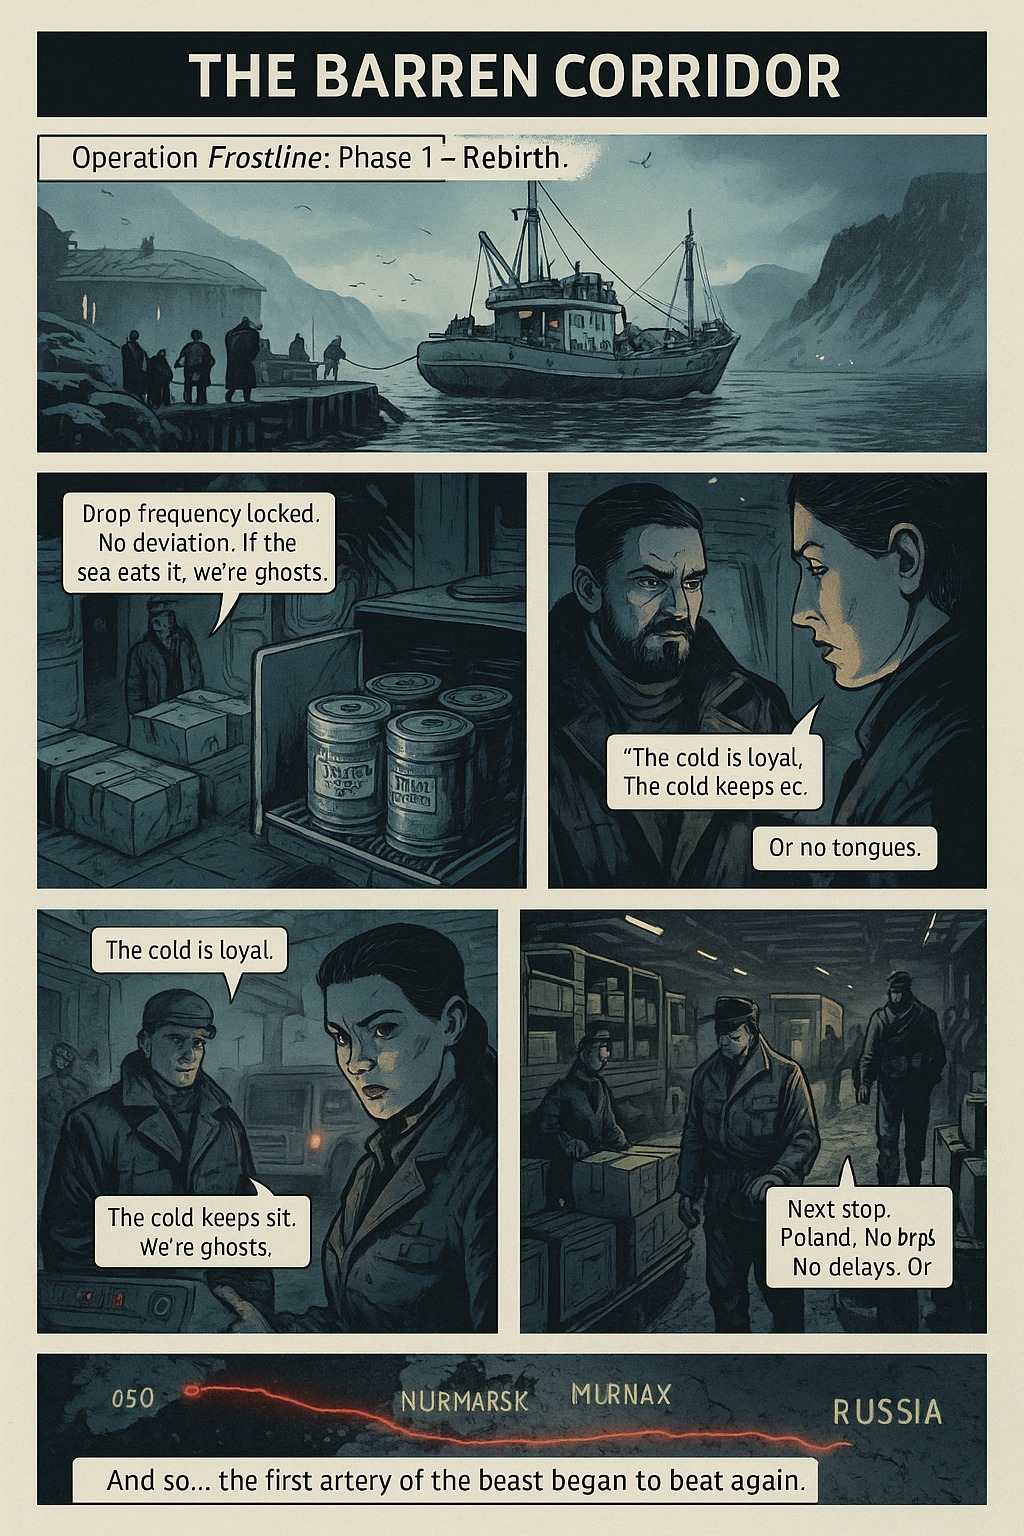 THE BARREN CORRIDOR
Operation Frostline: Phase 1 – Rebirth.
Drop frequency locked.
No deviation. If the
sea eats it, we're ghosts.
“The cold is loyal,
The cold keeps ec.
Or no tongues.
The cold is loyal.
The cold keeps sit.
We're ghosts,
Next stop.
Poland, No
No delays. Or
050
NURMARSK
MURNAX
RUSSIA
And so... the first artery of the beast began to beat again.